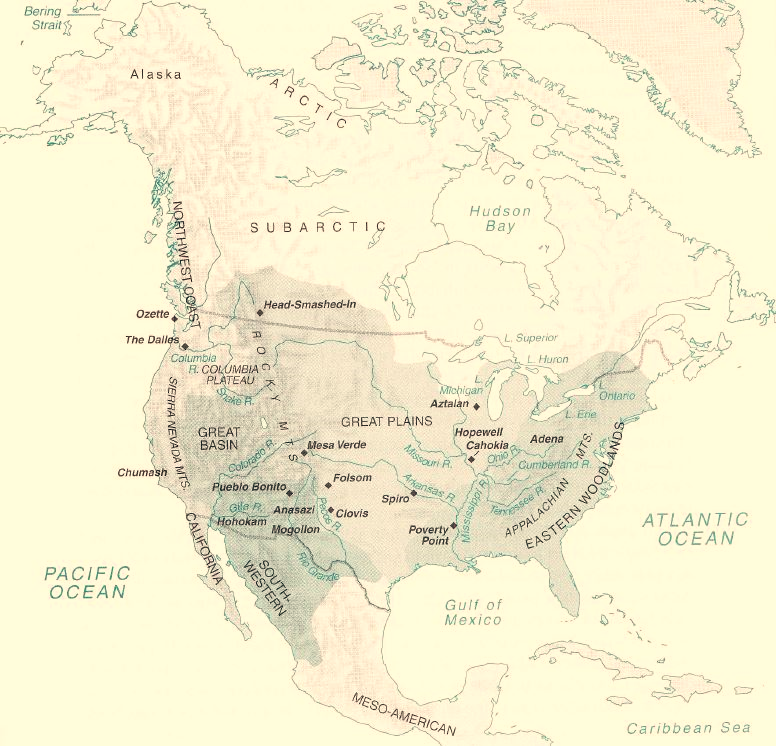 Bering
Strait
Alaska
ARCTIC
Hudson
Bay
SUBARCTIC
NORTHWEST COAST
Head-Smashed-In
Ozette
The Dalles
L. Superior
L. Huron
Columbia
R.
COLUMBIA
PLATEAU
ROCKY MTS
Snake R.
SIERRA NEVADA MTS.
L.
Michigan
L.
Ontario
Aztalan
L. Erie
GREAT PLAINS
GREAT
BASIN
Hopewell
Cahokia
Adena
Mesa Verde
Missouri R.
Ohio R.
Cumberland R.
APPALACHIAN MTS.
EASTERN WOODLANDS
Colorado R.
Chumash
Pueblo Bonito
Folsom
Arkansas R.
Spiro
Mississippi R.
Tennessee R.
Gila R.
Anasazi
Pecos R.
Clovis
Hohokam
Mogollon
Poverty
Point
CALIFORNIA
SOUTH-
WESTERN
Rio Grande
ATLANTIC
OCEAN
PACIFIC
OCEAN
Gulf of
Mexico
MESO-AMERICAN
Caribbean Sea